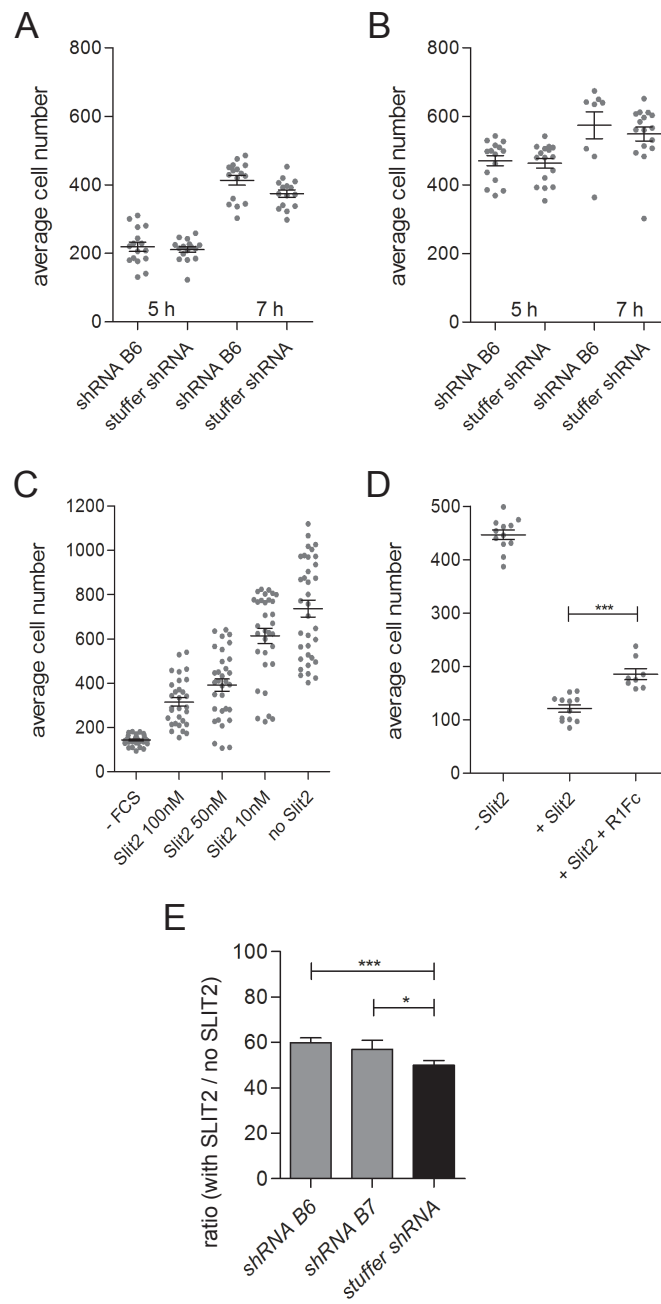 A
average cell number
800
600
400
200
0
5 h
7 h
shRNA B6
stuffer shRNA
shRNA B6
stuffer shRNA
B
average cell number
800
600
400
200
0
5 h
7 h
shRNA B6
stuffer shRNA
shRNA B6
stuffer shRNA
C
average cell number
1200
1000
800
600
400
200
0
- FCS
Slit2 100nM
Slit2 50nM
Slit2 10nM
no Slit2
D
average cell number
500
400
300
200
100
0
***
- Slit2
+ Slit2
+ Slit2 + R1Fc
E
ratio (with SLIT2 / no SLIT2)
100
80
60
40
20
0
***
*
shRNA B6
shRNA B7
stuffer shRNA